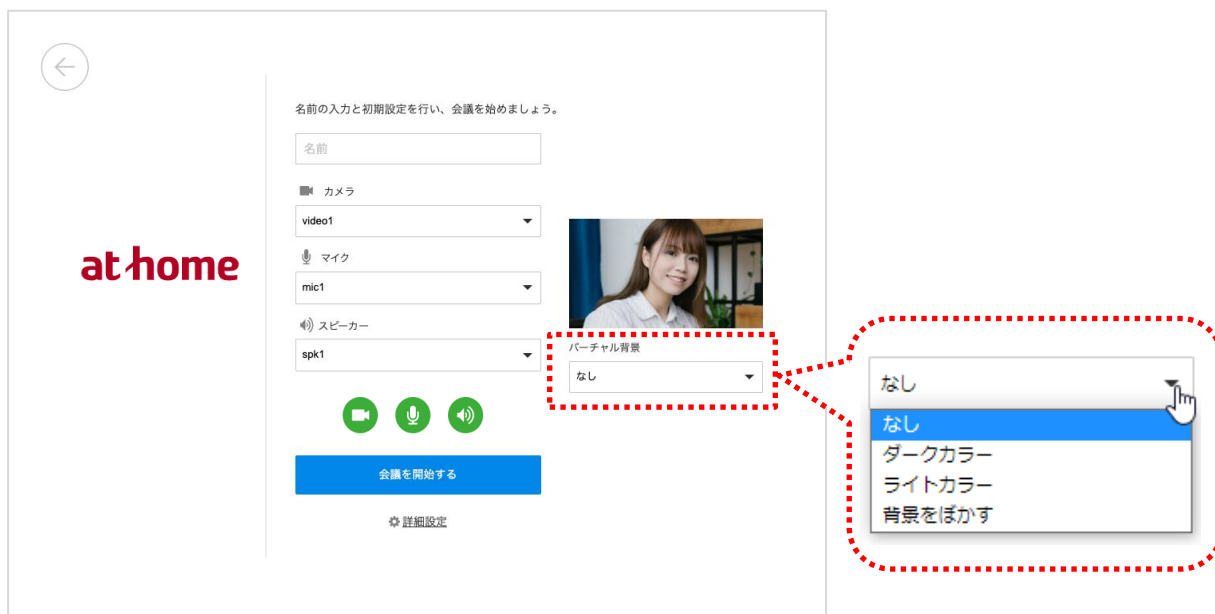 名前の入力と初期設定を行い、会議を始めましょう。
名前
カメラ
video1
マイク
mic1
スピーカー
spk1
at home
バーチャル背景
なし
会議を開始する
詳細設定
なし
なし
ダークカラー
ライトカラー
背景をぼかす